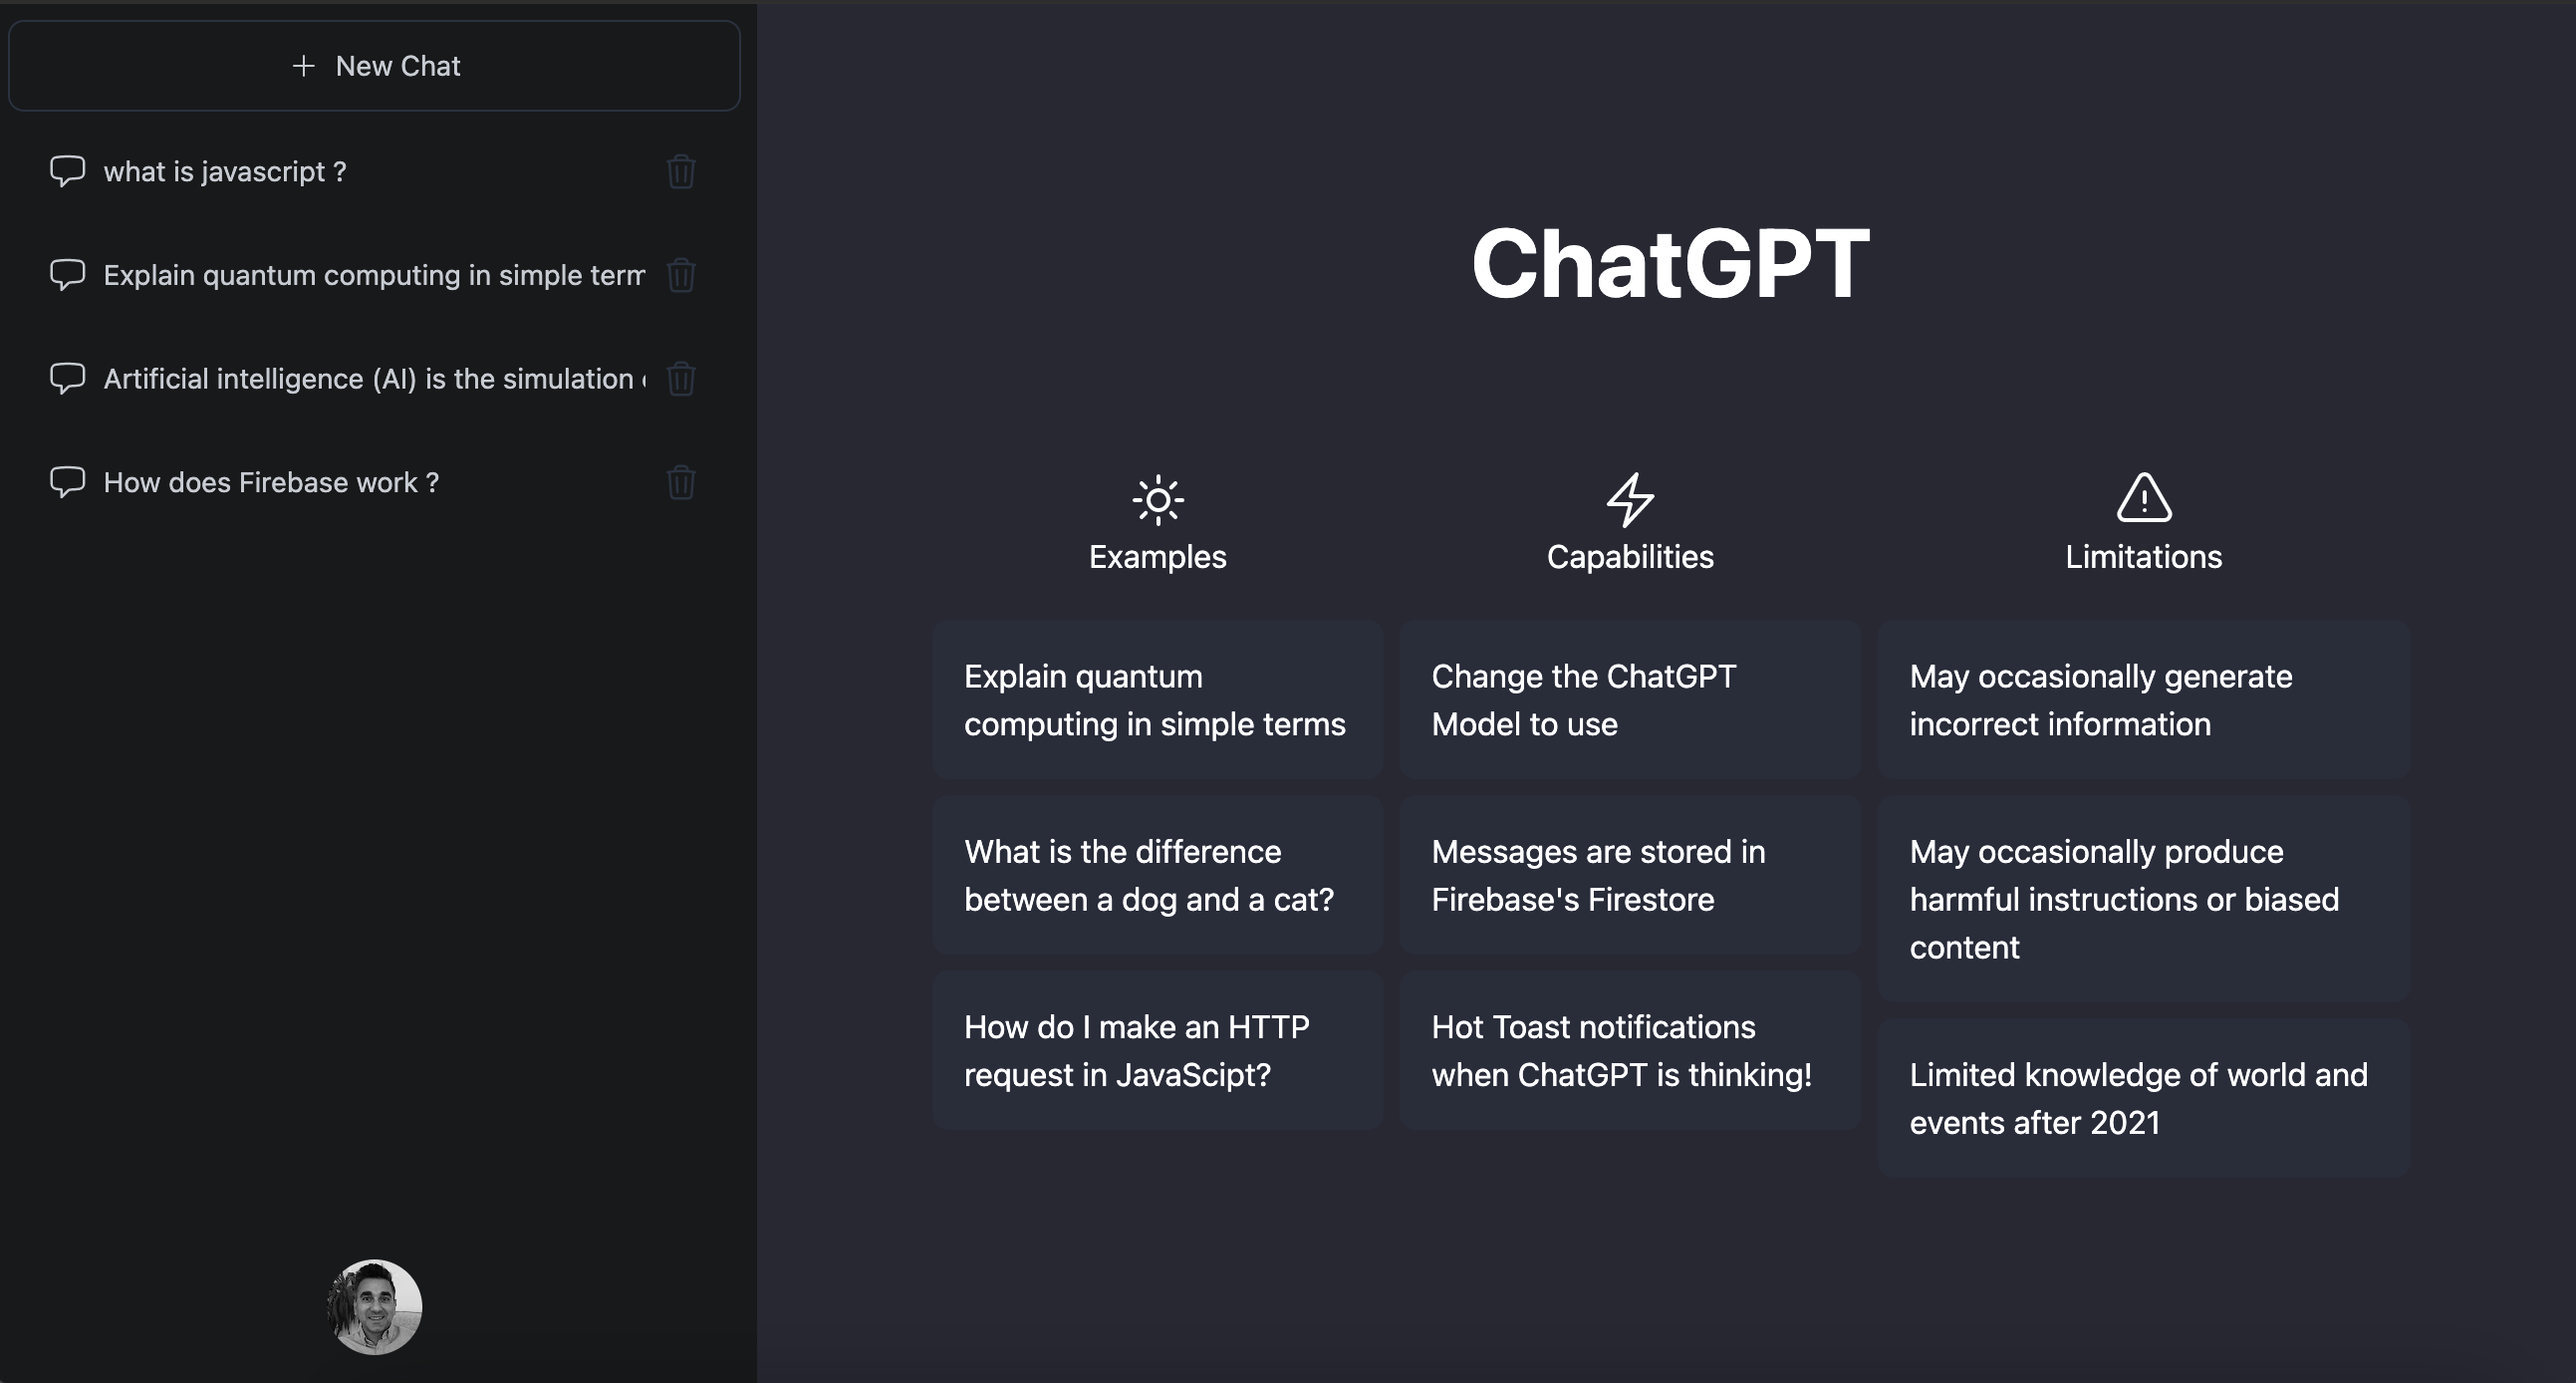 New Chat
what is javascript ?
Explain quantum computing in simple term
Artificial intelligence (AI) is the simulation
How does Firebase work ?
ChatGPT
Examples
Explain quantum
computing in simple terms
What is the difference
between a dog and a cat?
How do I make an HTTP
request in JavaScipt?
Capabilities
Change the ChatGPT
Model to use
Messages are stored in
Firebase's Firestore
Hot Toast notifications
when ChatGPT is thinking!
Limitations
May occasionally generate
incorrect information
May occasionally produce
harmful instructions or biased
content
Limited knowledge of world and
events after 2021